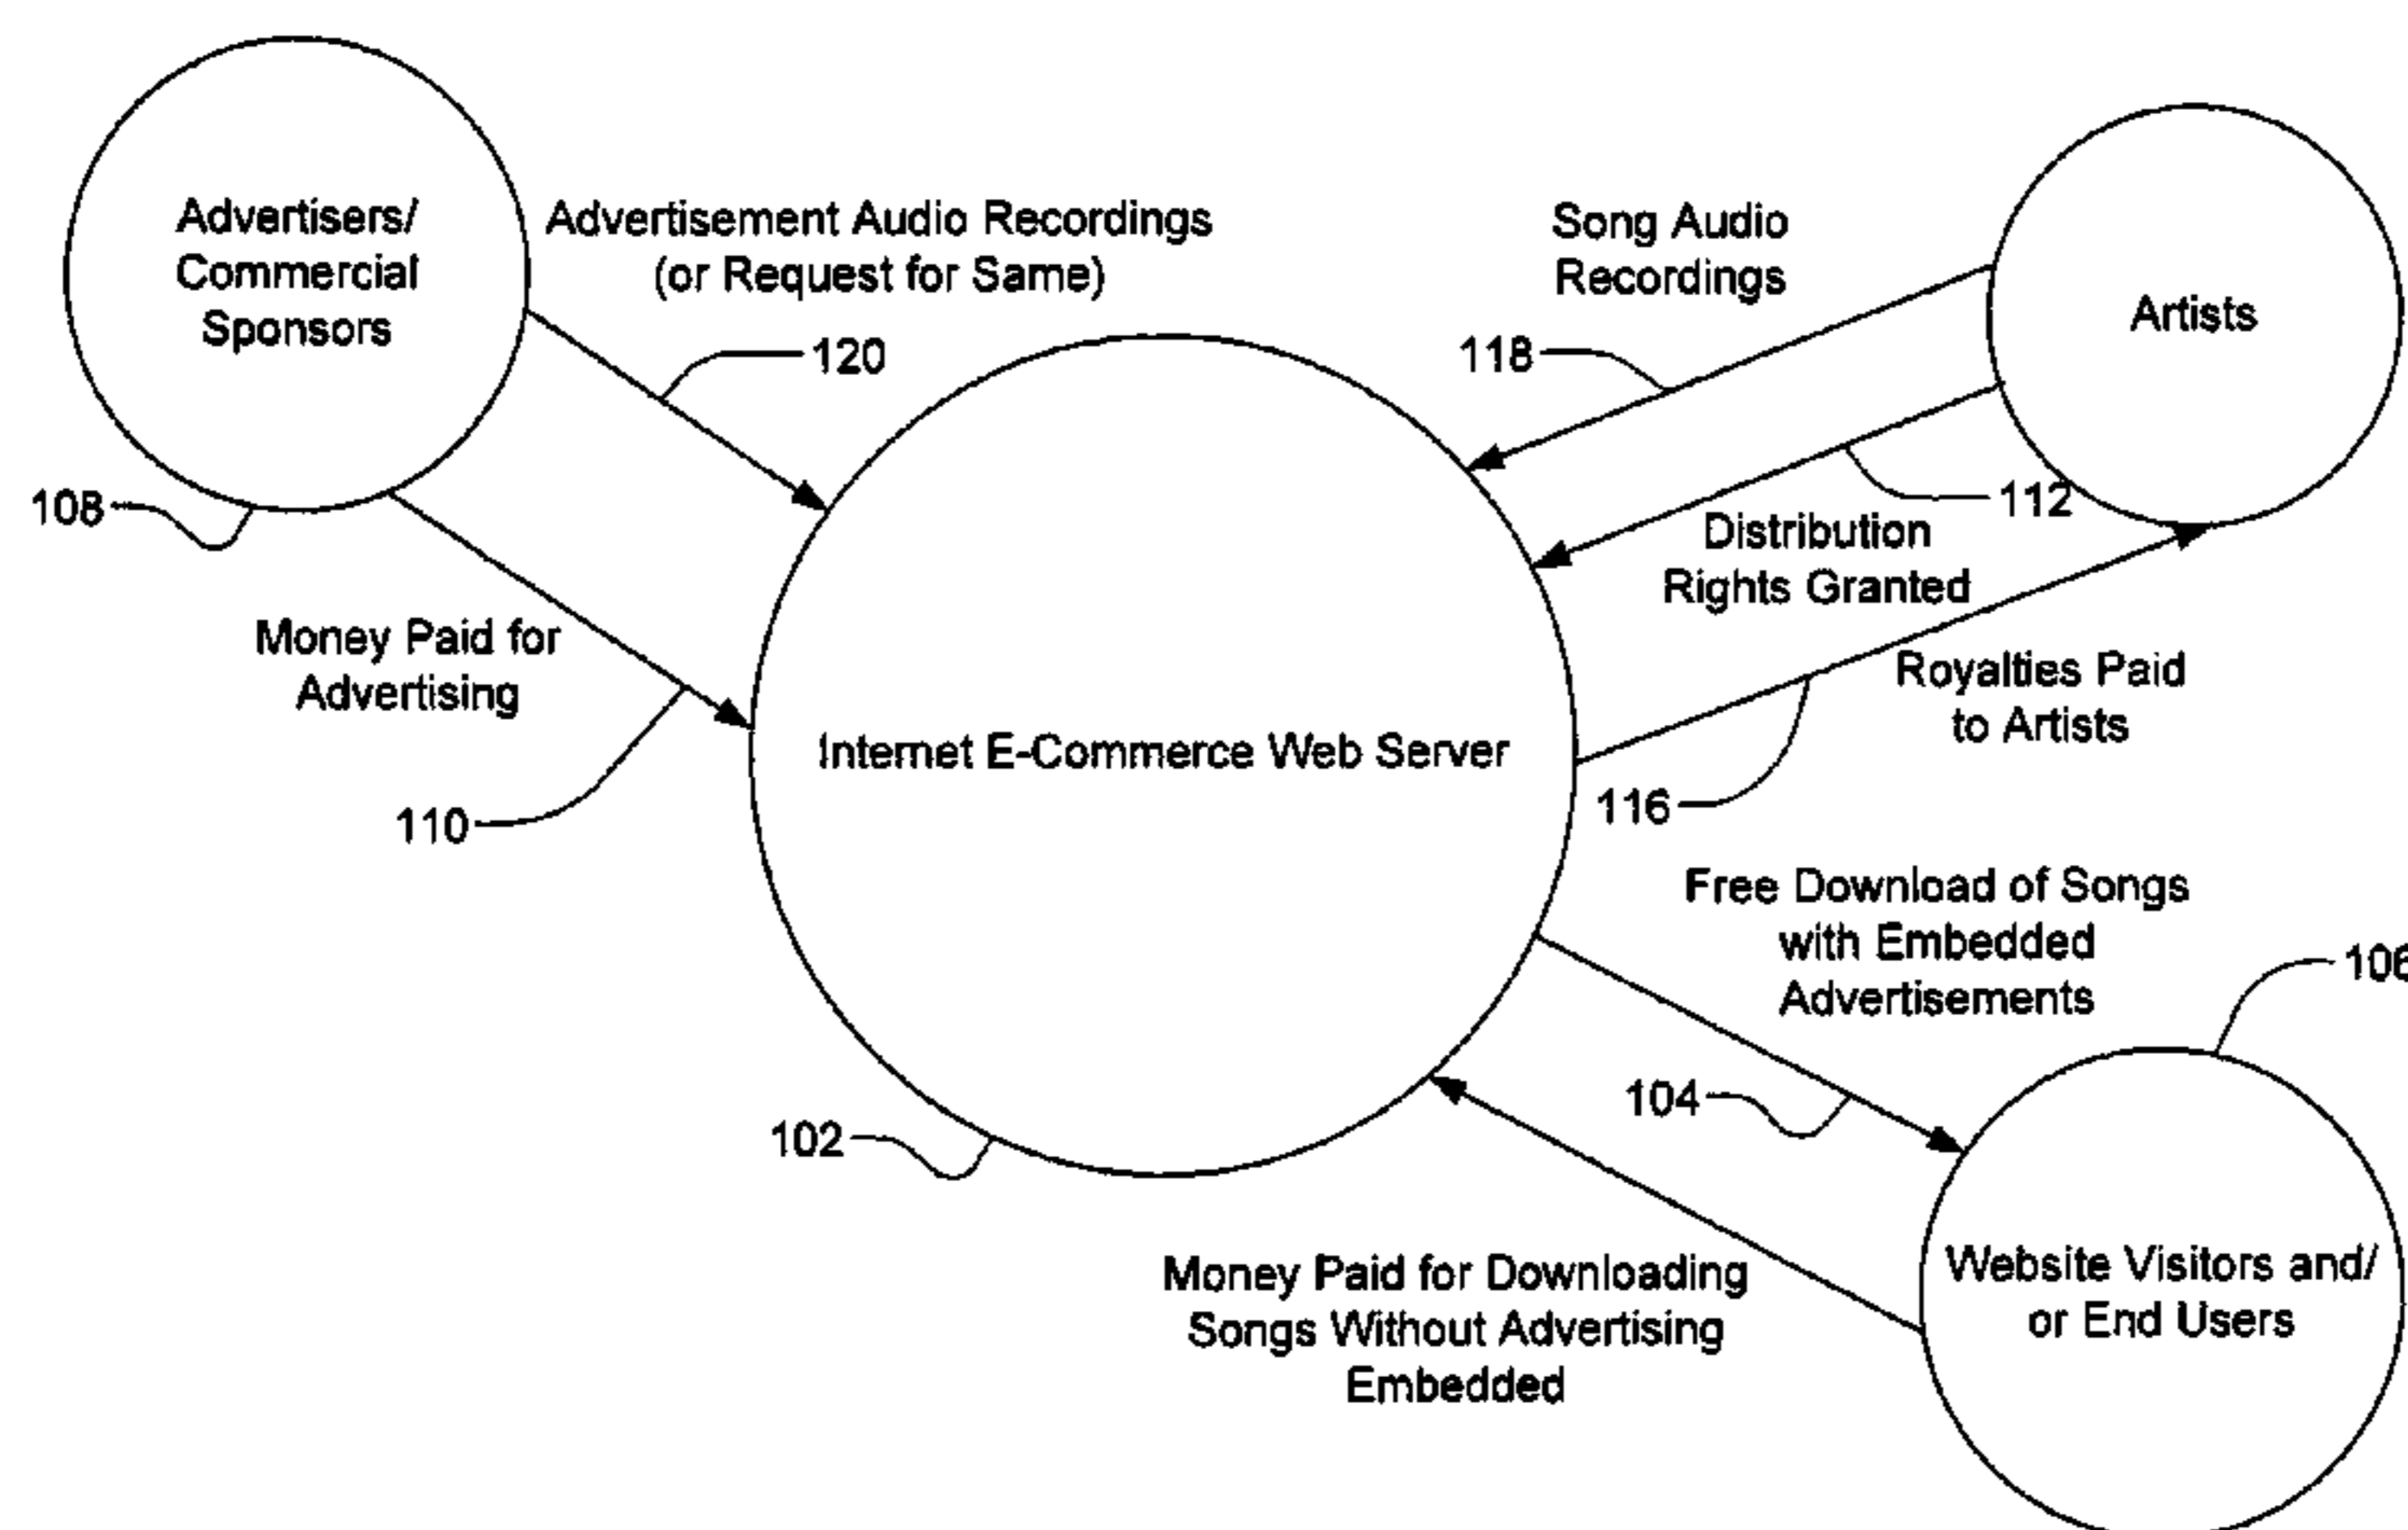 Advertisers/
Commercial
Sponsors
Advertisement Audio Recordings
(or Request for Same)
120
Song Audio
Recordings
118
Artists
112
Distribution
Rights Granted
108
Money Paid for
Advertising
110
Internet E-Commerce Web Server
Royalties Paid
to Artists
116
Free Download of Songs
with Embedded
Advertisements
106
104
102
Website Visitors and/
or End Users
Money Paid for Downloading
Songs Without Advertising
Embedded